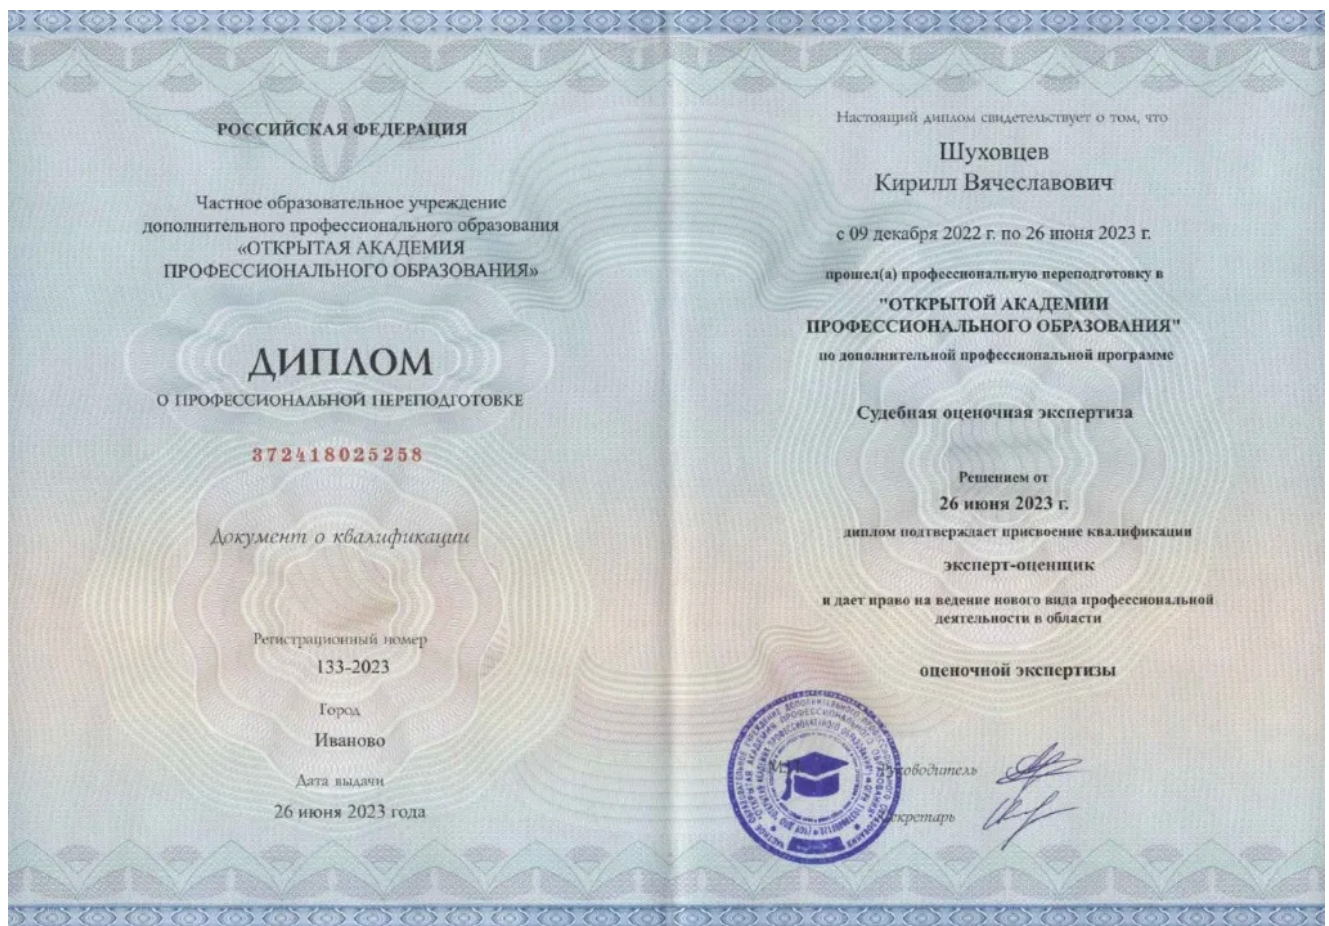 РОССИЙСКАЯ ФЕДЕРАЦИЯ
Частное образовательное учреждение
дополнительного профессионального образования
«ОТКРЫТАЯ АКАДЕМИЯ
ПРОФЕССИОНАЛЬНОГО ОБРАЗОВАНИЯ»
ДИПЛОМ
О ПРОФЕССИОНАЛЬНОЙ ПЕРЕПОДГОТОВКЕ
372418025258
Документ о квалификации
Регистрационный номер
133-2023
Город
Иваново
Дата выдачи
26 июня 2023 года
Настоящий диплом свидетельствует о том, что
Шуховцев
Кирилл Вячеславович
с 09 декабря 2022 г. по 26 июня 2023 г.
прошел(а) профессиональную переподготовку в
"ОТКРЫТОЙ АКАДЕМИИ
ПРОФЕССИОНАЛЬНОГО ОБРАЗОВАНИЯ"
по дополнительной профессиональной программе
Судебная оценочная экспертиза
Решением от
26 июня 2023 г.
диплом подтверждает присвоение квалификации
эксперт-оценщик
и дает право на ведение нового вида профессиональной
деятельности в области
оценочной экспертизы
Руководитель
Секретарь